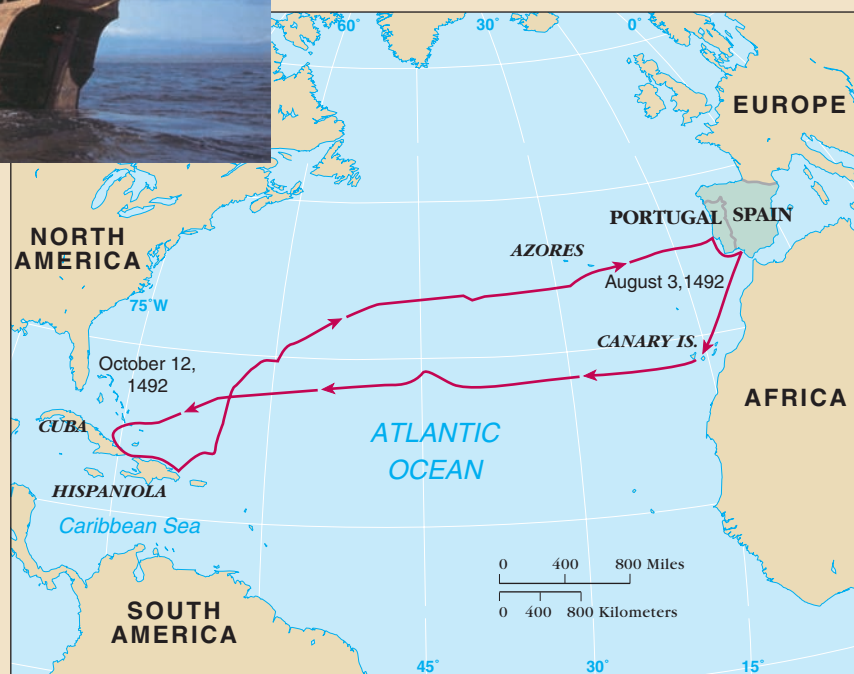 60°
30°
0°
EUROPE
PORTUGAL
SPAIN
NORTH
AMERICA
AZORES
August 3,1492
75°W
CANARY IS.
October 12,
1492
AFRICA
CUBA
ATLANTIC
OCEAN
HISPANIOLA
Caribbean Sea
0 400 800 Miles
0 400 800 Kilometers
SOUTH
AMERICA
45°
30°
15°